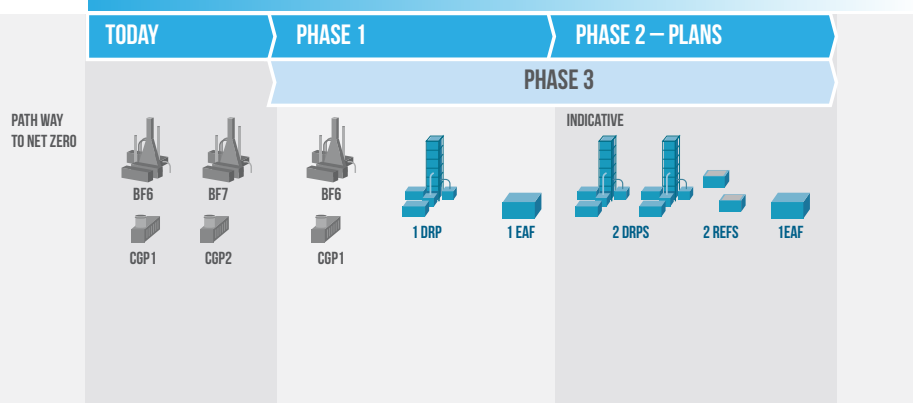 TODAY
PHASE 1
PHASE 2 – PLANS
PHASE 3
PATH WAY
TO NET ZERO
INDICATIVE
BF6
BF7
BF6
CGP1
CGP2
CGP1
1 DRP
1 EAF
2 DRPS
2 REFS
1EAF